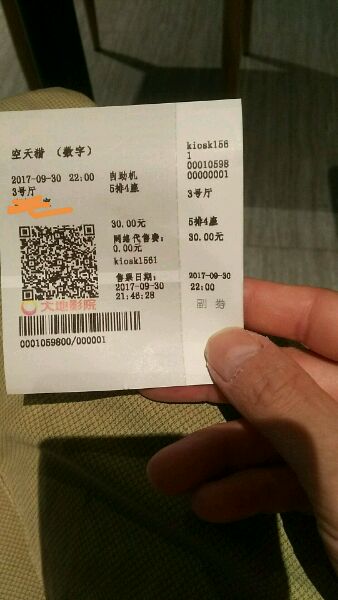 空天猎 (数字)
2017-09-30 22:00 自动机
3号厅 5排4座
30.00元
网络代售费:
0.00元
kiosk1561
售票日期:
2017-09-30
21:46:28
大地影院
0001059800/000001
kiosk156
1
00010598
00000001
3号厅
5排4座
30.00元
2017-09-30
22:00
副 券